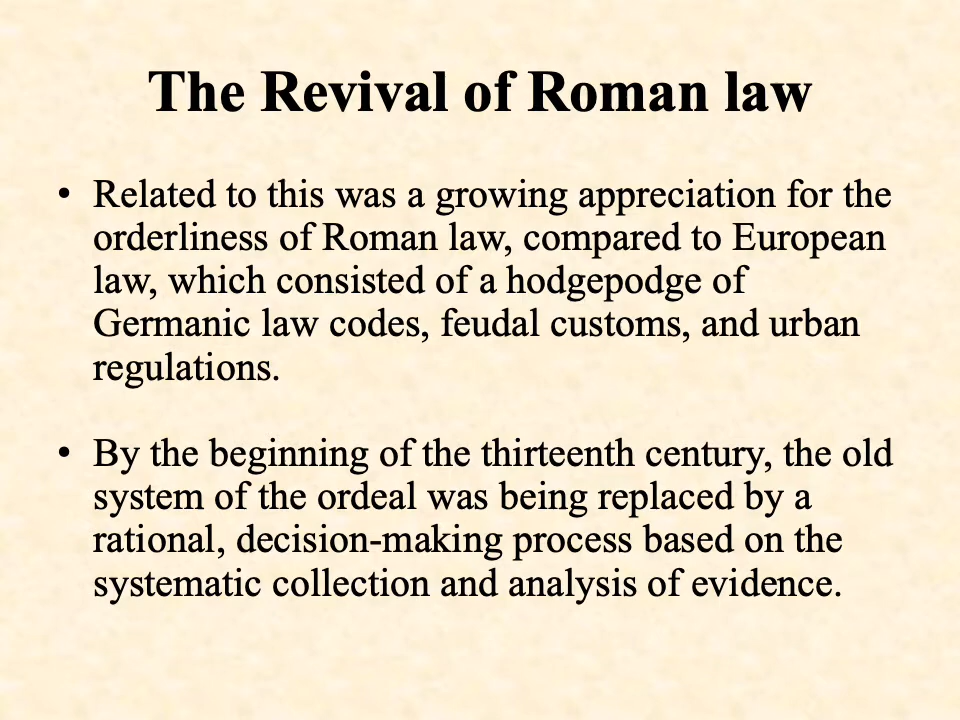 The Revival of Roman law
• Related to this was a growing appreciation for the
orderliness of Roman law, compared to European
law, which consisted of a hodgepodge of
Germanic law codes, feudal customs, and urban
regulations.
• By the beginning of the thirteenth century, the old
system of the ordeal was being replaced by a
rational, decision-making process based on the
systematic collection and analysis of evidence.